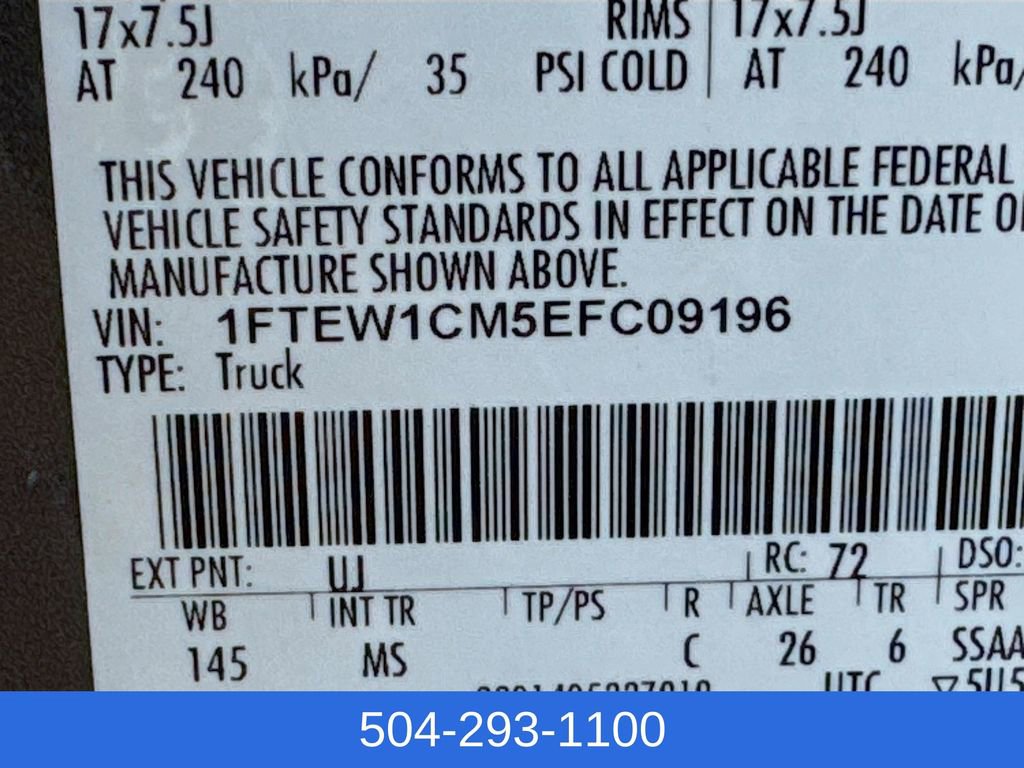 17x7.5J RIMS 17x7.5J
AT 240 kPa/ 35 PSI COLD AT 240 kPa/
THIS VEHICLE CONFORMS TO ALL APPLICABLE FEDERAL
VEHICLE SAFETY STANDARDS IN EFFECT ON THE DATE
MANUFACTURE SHOWN ABOVE.
VIN: 1FTEW1CM5EFC09196
TYPE: Truck
EXT PNT: UJ RC: 72 DSO:
WB INT TR TP/PS R AXLE TR SPR
145 MS C 26 6 SSAA
UTC ▽5U5
504-293-1100